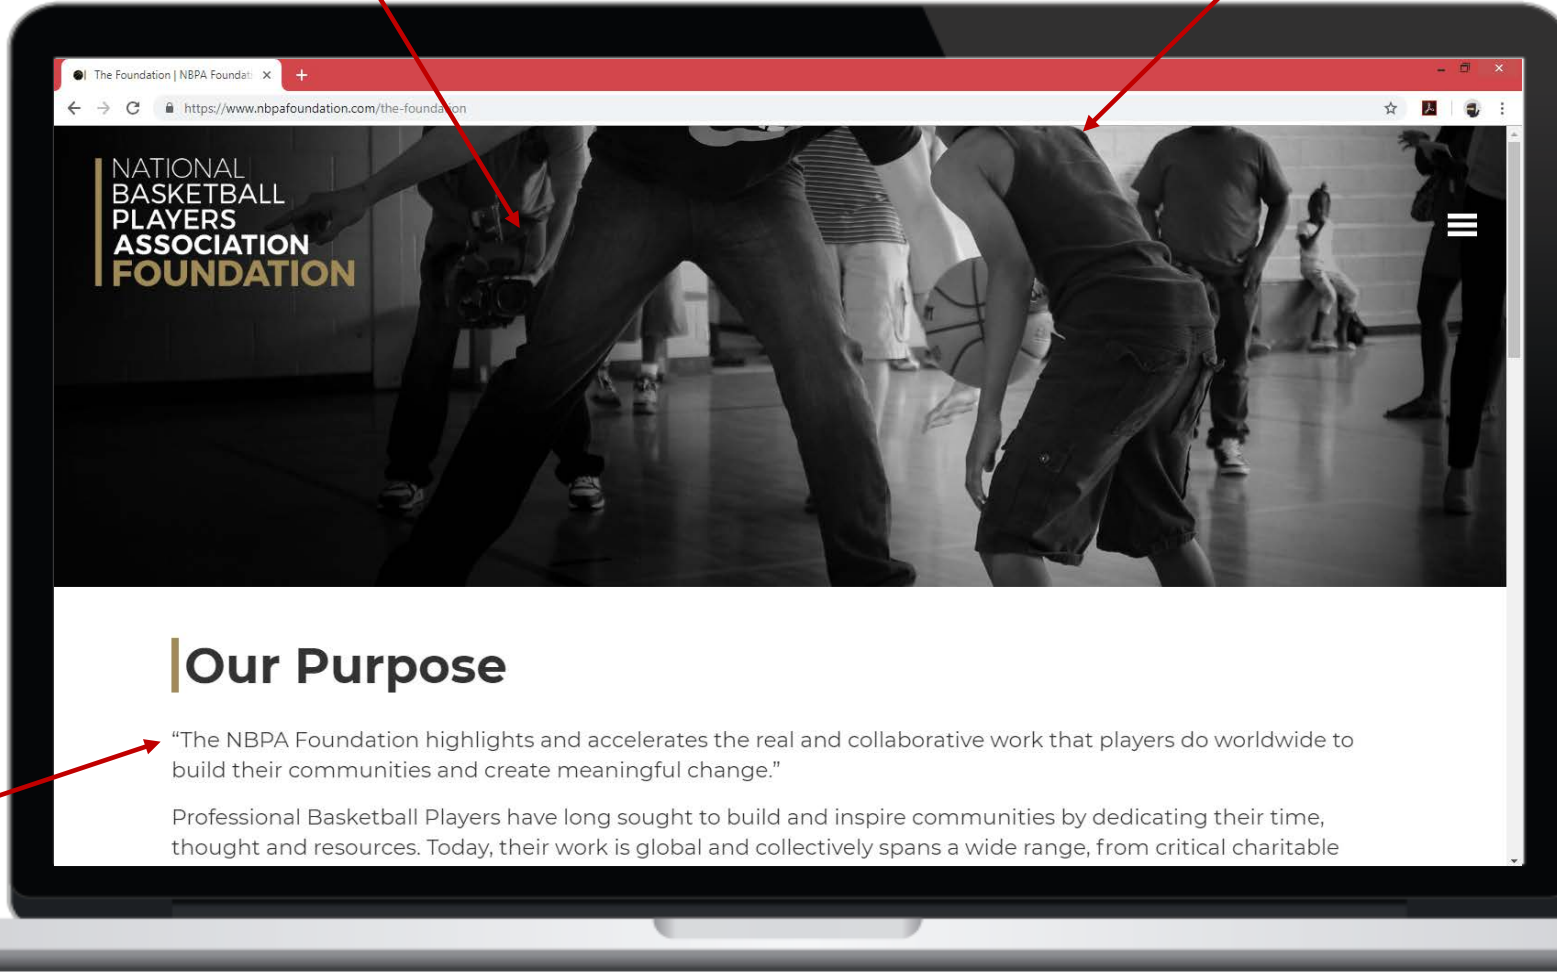 The Foundation | NBPA Foundati
https://www.nbpafoundation.com/the-foundation
NATIONAL
BASKETBALL
PLAYERS
ASSOCIATION
FOUNDATION
Our Purpose
“The NBPA Foundation highlights and accelerates the real and collaborative work that players do worldwide to
build their communities and create meaningful change.”
Professional Basketball Players have long sought to build and inspire communities by dedicating their time,
thought and resources. Today, their work is global and collectively spans a wide range, from critical charitable